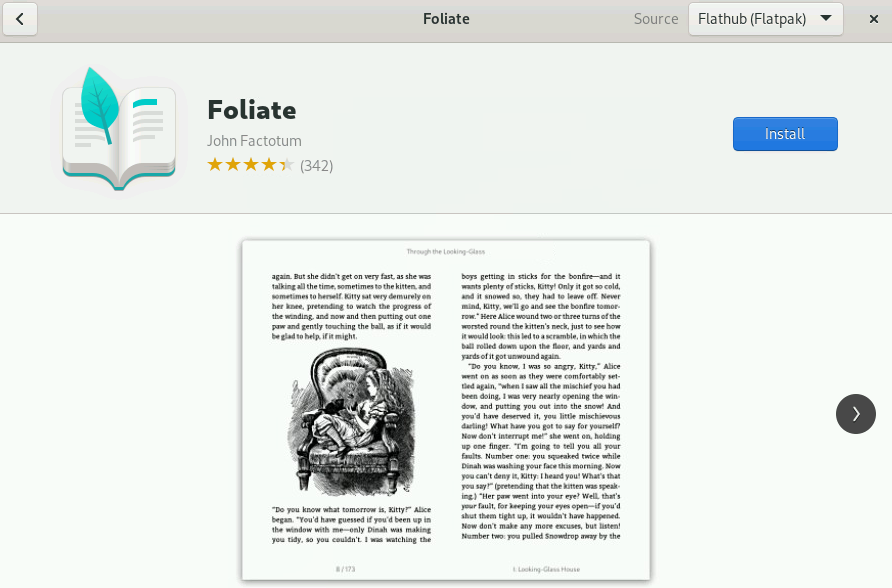 Foliate
Source
Flathub (Flatpak)
Foliate
John Factotum
(342)
Install
Through the Looking-Glass
again. But she didn't get on very fast, as she was
talking all the time, sometimes to the kitten, and
sometimes to herself. Kitty sat very demurely on
her knee, pretending to watch the progress of
the winding, and now and then putting out one
paw and gently touching the ball, as if it would
be glad to help, if it might.
"Do you know what tomorrow is, Kitty?" Alice
began. "You'd have guessed if you'd been up in
the window with me—only Dinah was making
you tidy, so you couldn't. I was watching the
boys getting in sticks for the bonfire—and it
wants plenty of sticks, Kitty! Only it got so cold,
and it snowed so, they had to leave off. Never
mind, Kitty, we'll go and see the bonfire tomor-
row." Here Alice wound two or three turns of the
worsted round the kitten's neck, just to see how
it would look: this led to a scramble, in which the
ball rolled down upon the floor, and yards and
yards of it got unwound again.
"Do you know, I was so angry, Kitty," Alice
went on as soon as they were comfortably set-
tled again, "when I saw all the mischief you had
been doing, I was very nearly opening the win-
dow, and putting you out into the snow! And
you'd have deserved it, you little mischievous
darling! What have you got to say for yourself?
Now don't interrupt me!" she went on, holding
up one finger. "I'm going to tell you all your
faults. Number one: you squeaked twice while
Dinah was washing your face this morning. Now
you can't deny it, Kitty: I heard you! What's that
you say?" (pretending that the kitten was speak-
ing.) "Her paw went into your eye? Well, that's
your fault, for keeping your eyes open—if you'd
shut them tight up, it wouldn't have happened.
Now don't make any more excuses, but listen!
Number two: you pulled Snowdrop away by the
8 / 173
I: Looking-Glass House